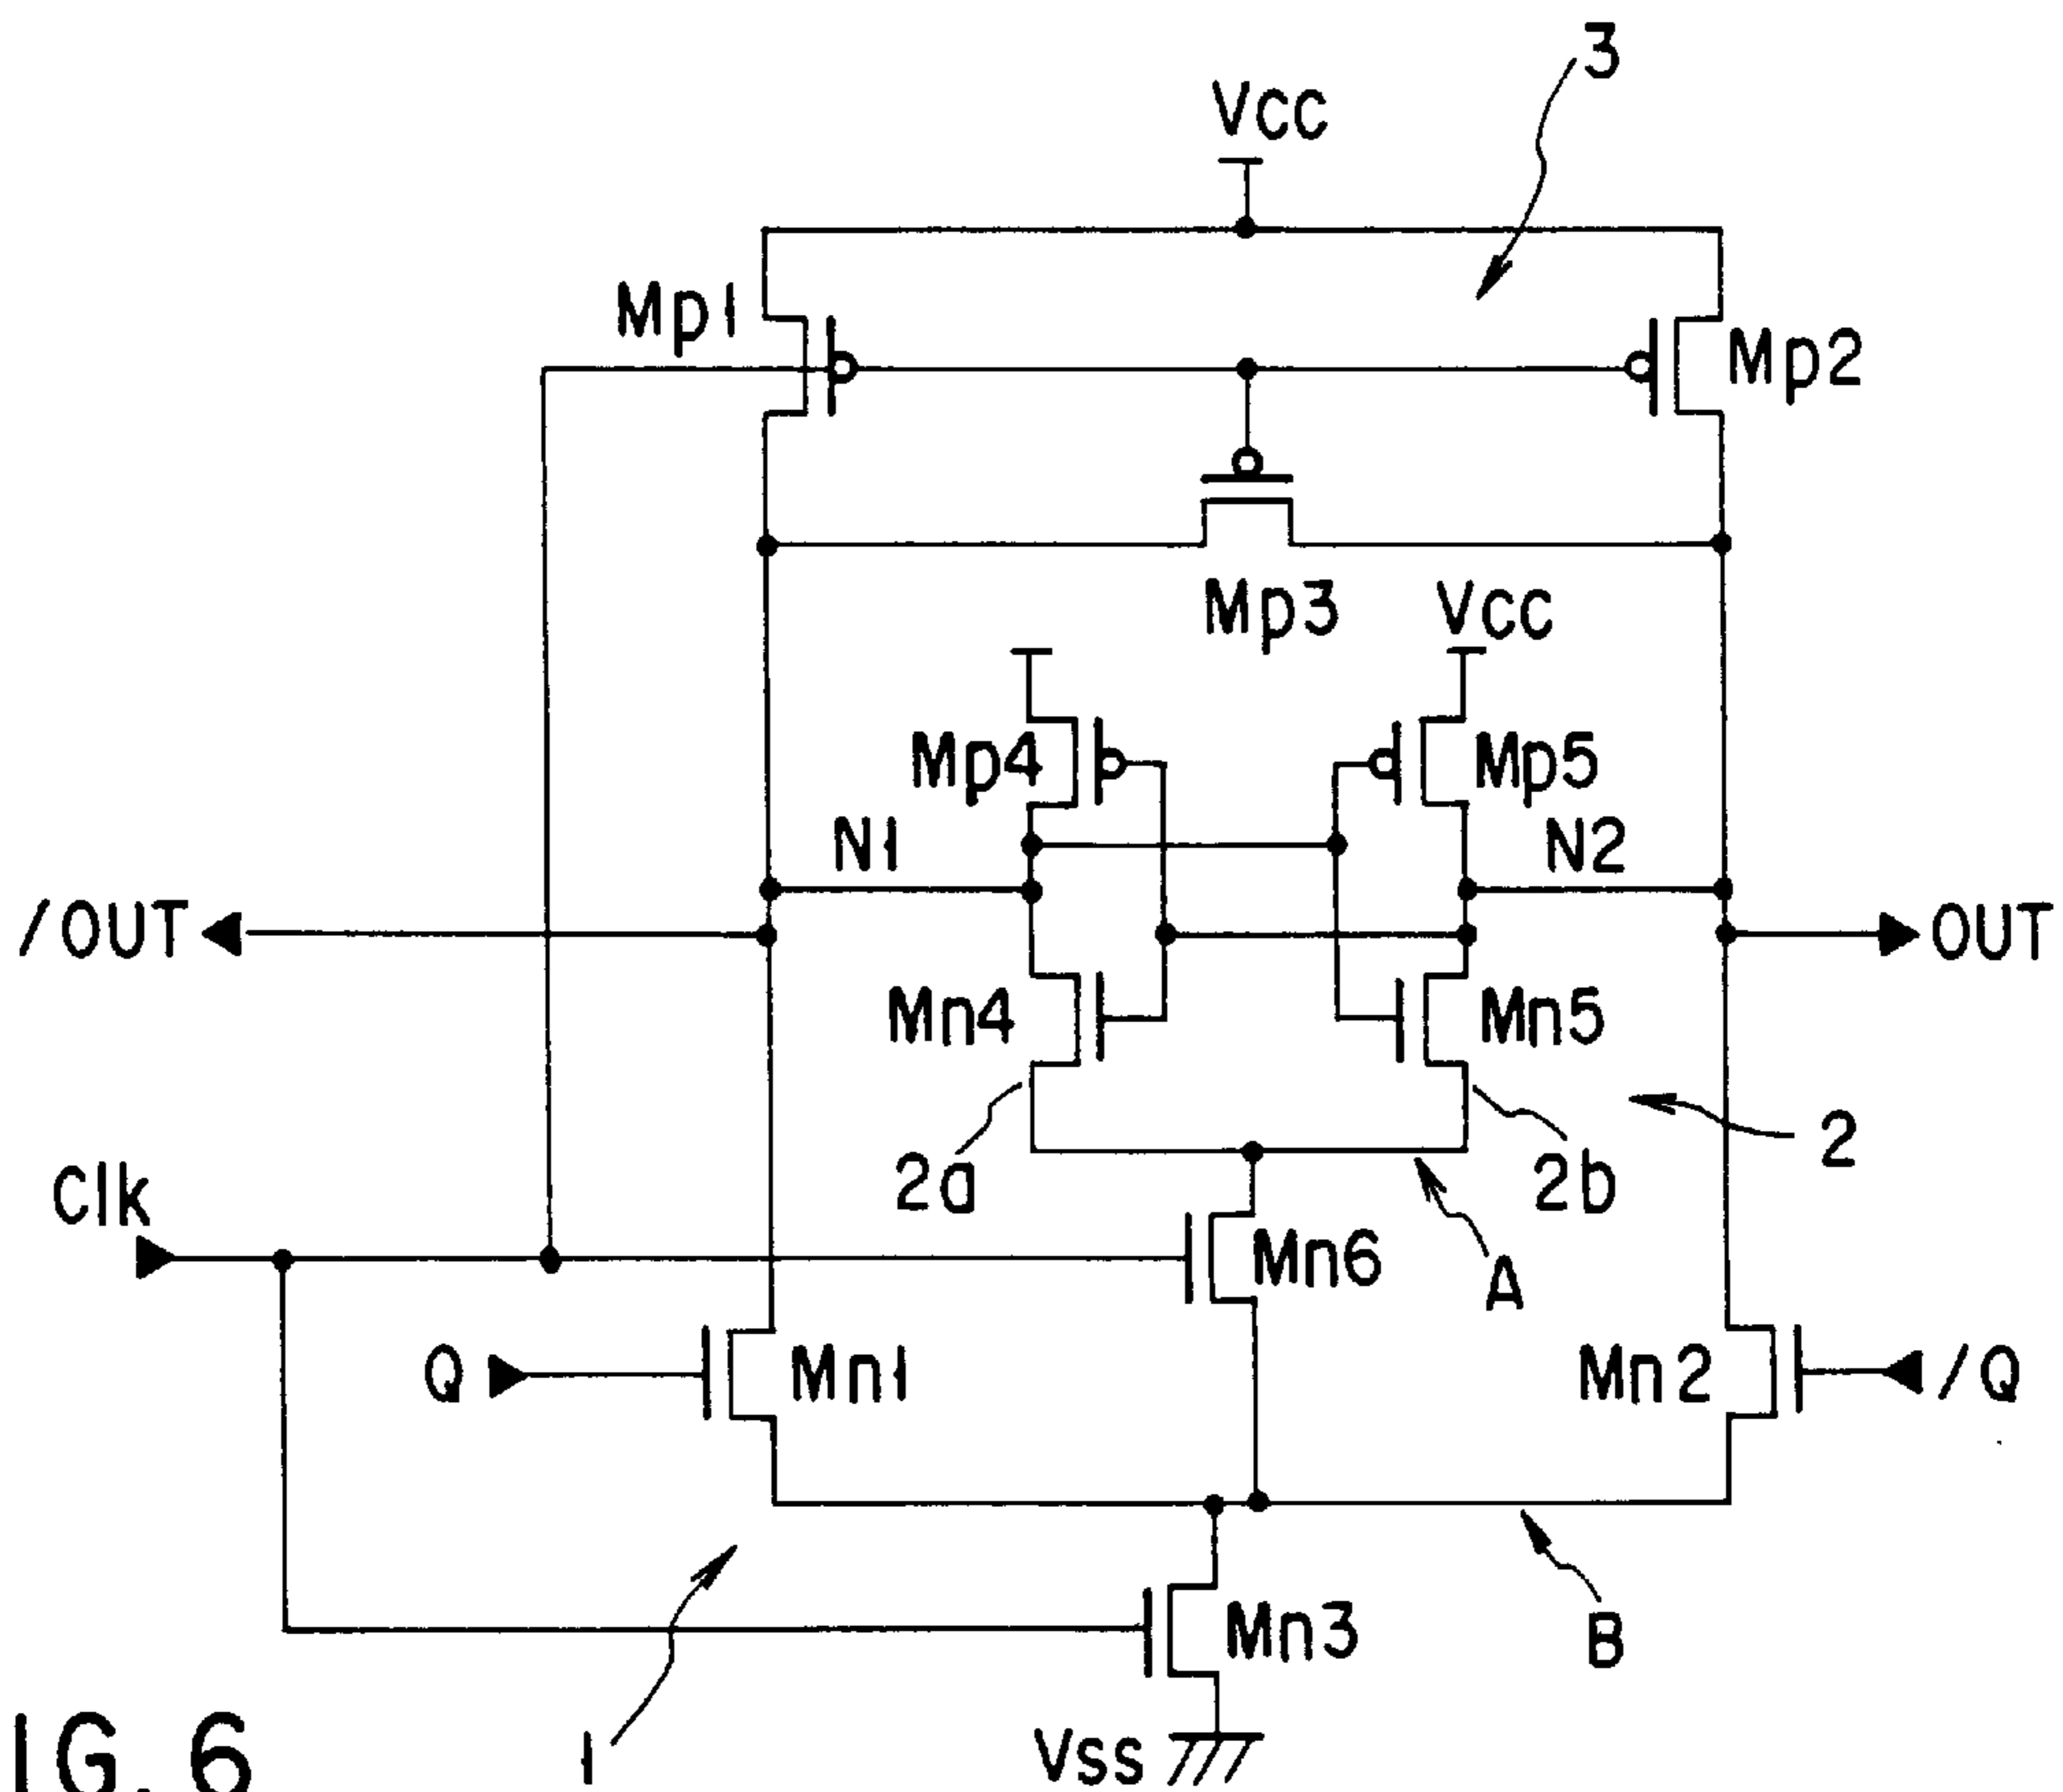 3
Vcc
Mp1
Mp2
Mp3
Vcc
Mp4
Mp5
N1
N2
/OUT
OUT
Mn4
Mn5
2a
2b
2
Clk
Mn6
A
Q
Mn1
Mn2
/Q
Mn3
B
1
Vss
IG. 6